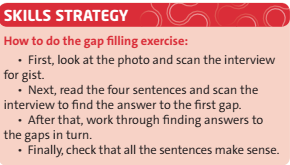 SKILLS STRATEGY
How to do the gap filling exercise:
• First, look at the photo and scan the interview
for gist.
• Next, read the four sentences and scan the
interview to find the answer to the first gap.
• After that, work through finding answers to
the gaps in turn.
• Finally, check that all the sentences make sense.